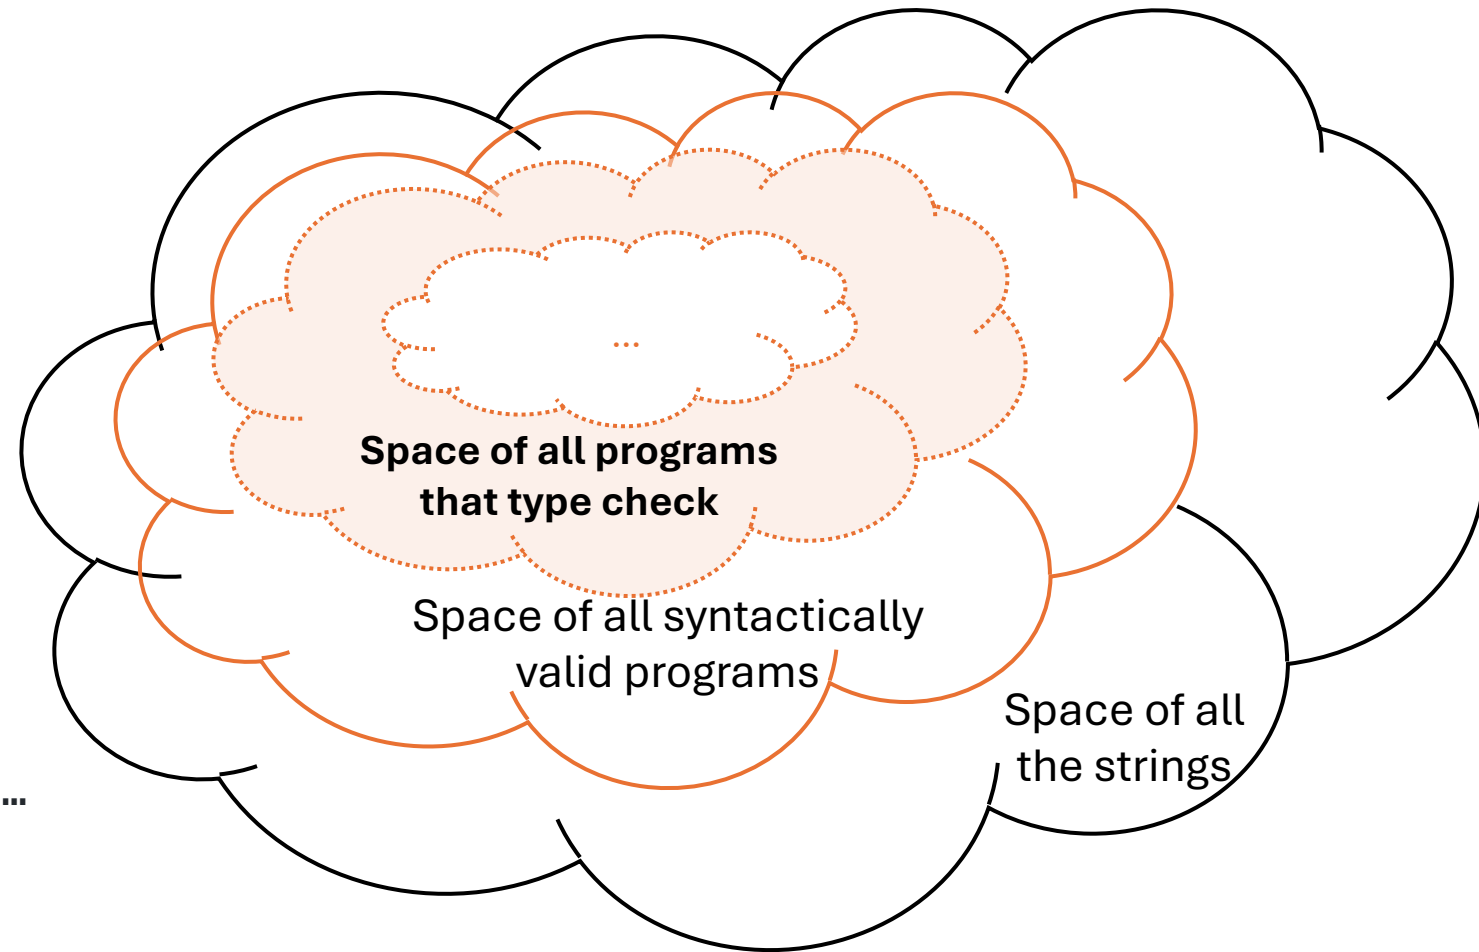 ...
Space of all programs
that type check
Space of all syntactically
valid programs
Space of all
the strings
...